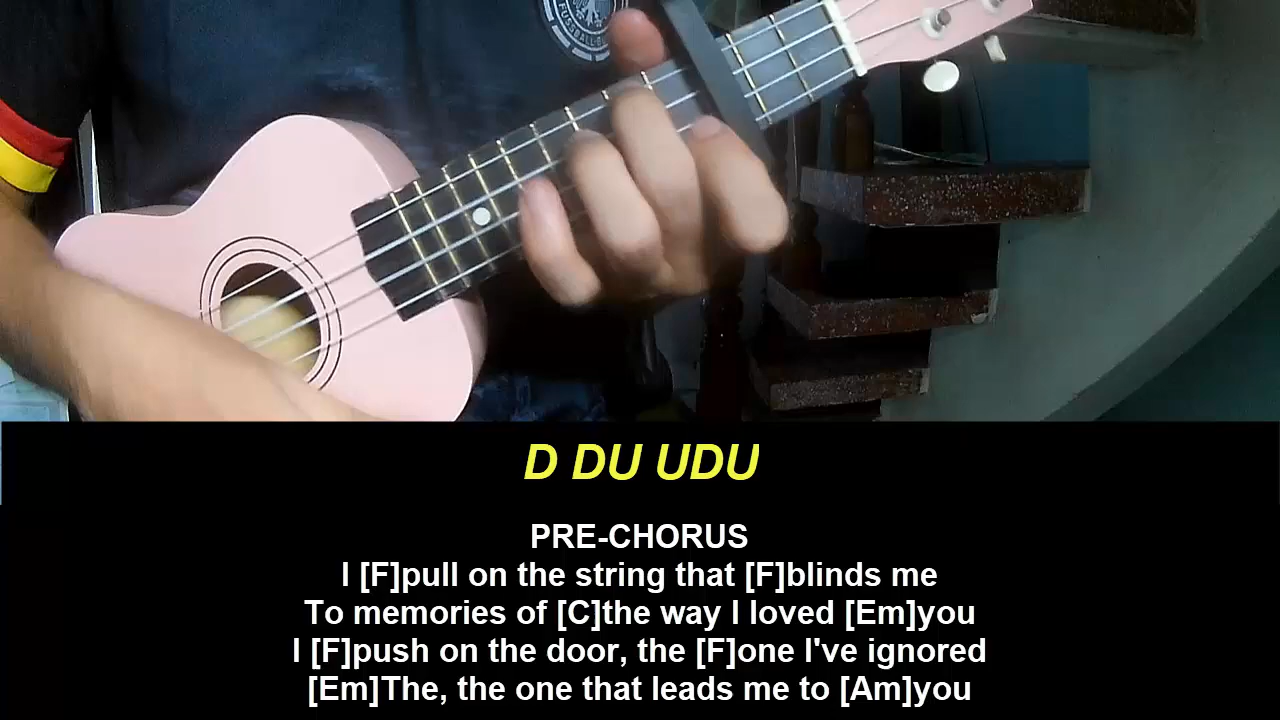 FUSSBALL-B
D DU UDU
PRE-CHORUS
I [F]pull on the string that [F]blinds me
To memories of [C]the way I loved [Em]you
I [F]push on the door, the [F]one I've ignored
[Em]The, the one that leads me to [Am]you